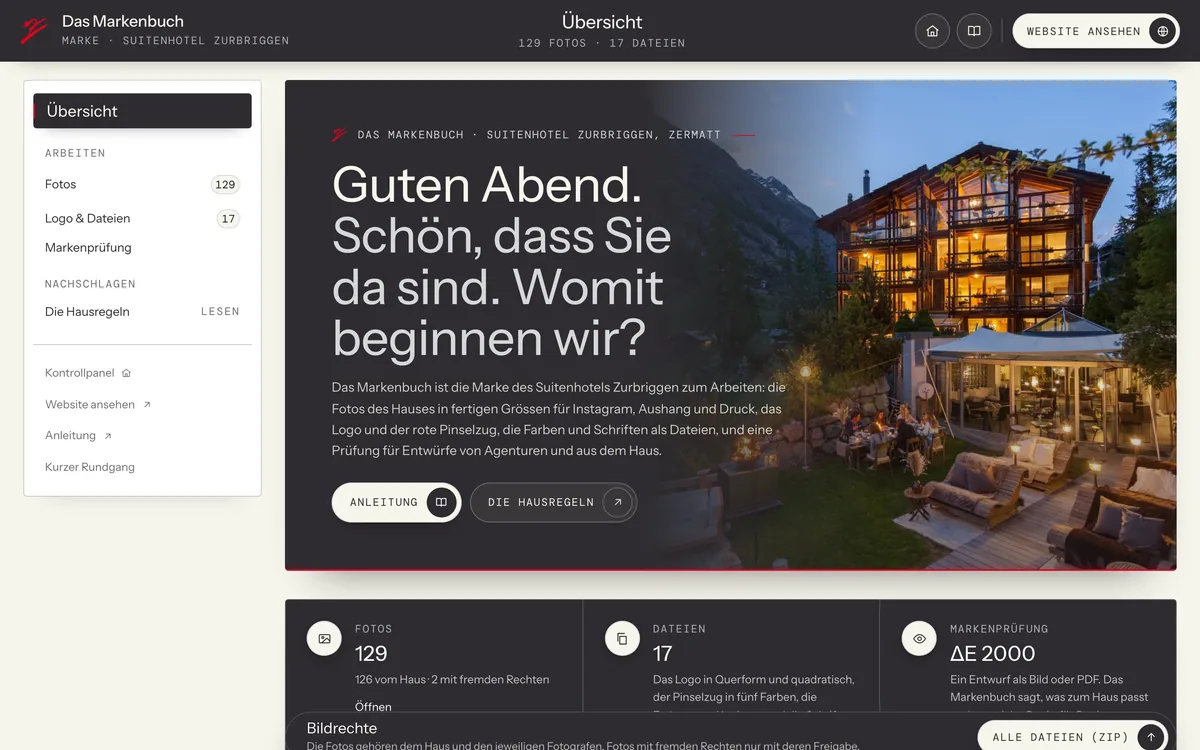 Das Markenbuch
MARKE · SUITENHOTEL ZURBRIGGEN
Übersicht
129 FOTOS · 17 DATEIEN
WEBSITE ANSEHEN
Übersicht
ARBEITEN
Fotos 129
Logo & Dateien 17
Markenprüfung
NACHSCHLAGEN
Die Hausregeln LESEN
Kontrollpanel
Website ansehen
Anleitung
Kurzer Rundgang
DAS MARKENBUCH · SUITENHOTEL ZURBRIGGEN, ZERMATT
Guten Abend.
Schön, dass Sie
da sind. Womit
beginnen wir?
Das Markenbuch ist die Marke des Suitenhotels Zurbriggen zum Arbeiten: die
Fotos des Hauses in fertigen Grössen für Instagram, Aushang und Druck, das
Logo und der rote Pinselzug, die Farben und Schriften als Dateien, und eine
Prüfung für Entwürfe von Agenturen und aus dem Haus.
ANLEITUNG
DIE HAUSREGELN
FOTOS
129
126 vom Haus · 2 mit fremden Rechten
Öffnen
DATEIEN
17
Das Logo in Querform und quadratisch,
der Pinselzug in fünf Farben, die
MARKENPRÜFUNG
ΔE 2000
Ein Entwurf als Bild oder PDF. Das
Markenbuch sagt, was zum Haus passt
Bildrechte
Die Fotos gehören dem Haus und den jeweiligen Fotografen. Fotos mit fremden Rechten nur mit deren Freigabe.
ALLE DATEIEN (ZIP)